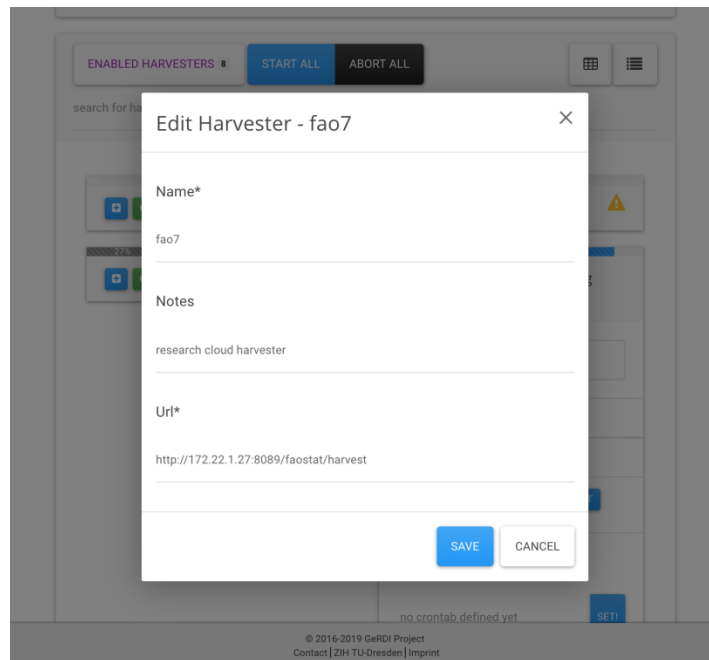 ENABLED HARVESTERS 8
START ALL
ABORT ALL
search for ha
Edit Harvester - fao7
Name*
fao7
27%
Notes
research cloud harvester
Url*
http://172.22.1.27:8089/faostat/harvest
SAVE
CANCEL
no crontab defined yet
SET!
© 2016-2019 GeRDI Project
Contact | ZIH TU-Dresden | Imprint